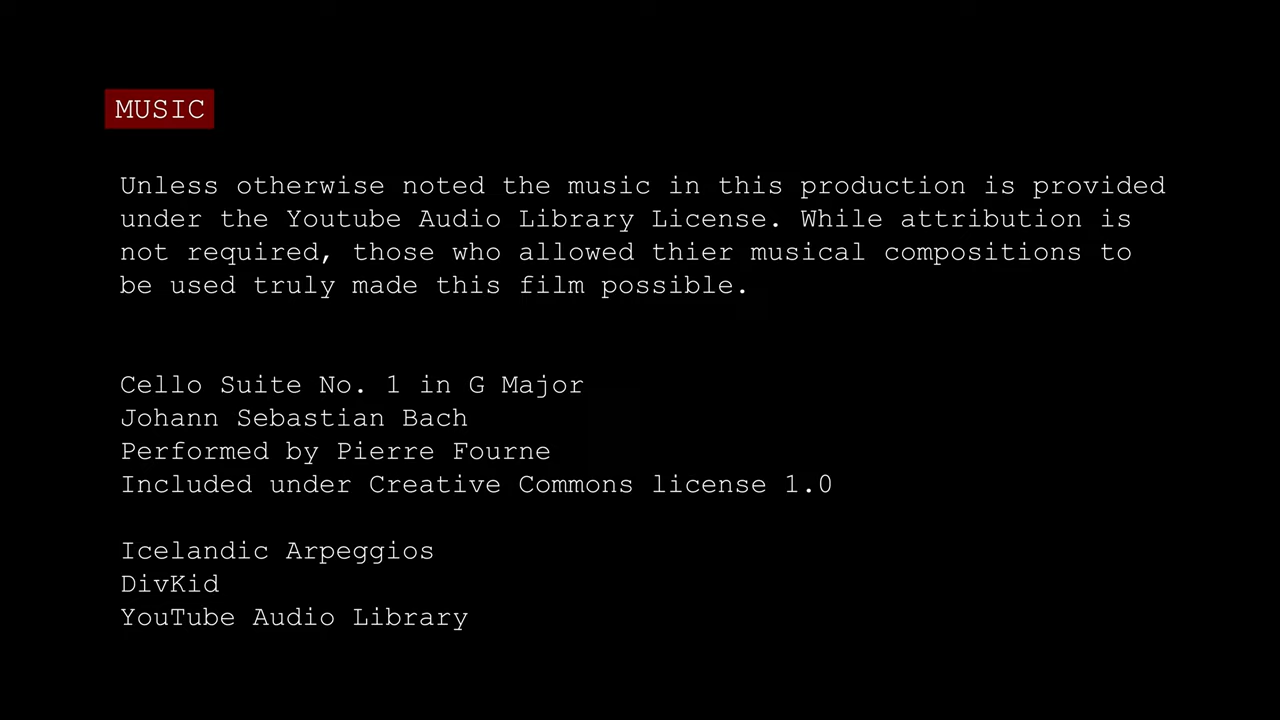 MUSIC
Unless otherwise noted the music in this production is provided
under the Youtube Audio Library License. While attribution is
not required, those who allowed thier musical compositions to
be used truly made this film possible.
Cello Suite No. 1 in G Major
Johann Sebastian Bach
Performed by Pierre Fourne
Included under Creative Commons license 1.0
Icelandic Arpeggios
DivKid
YouTube Audio Library